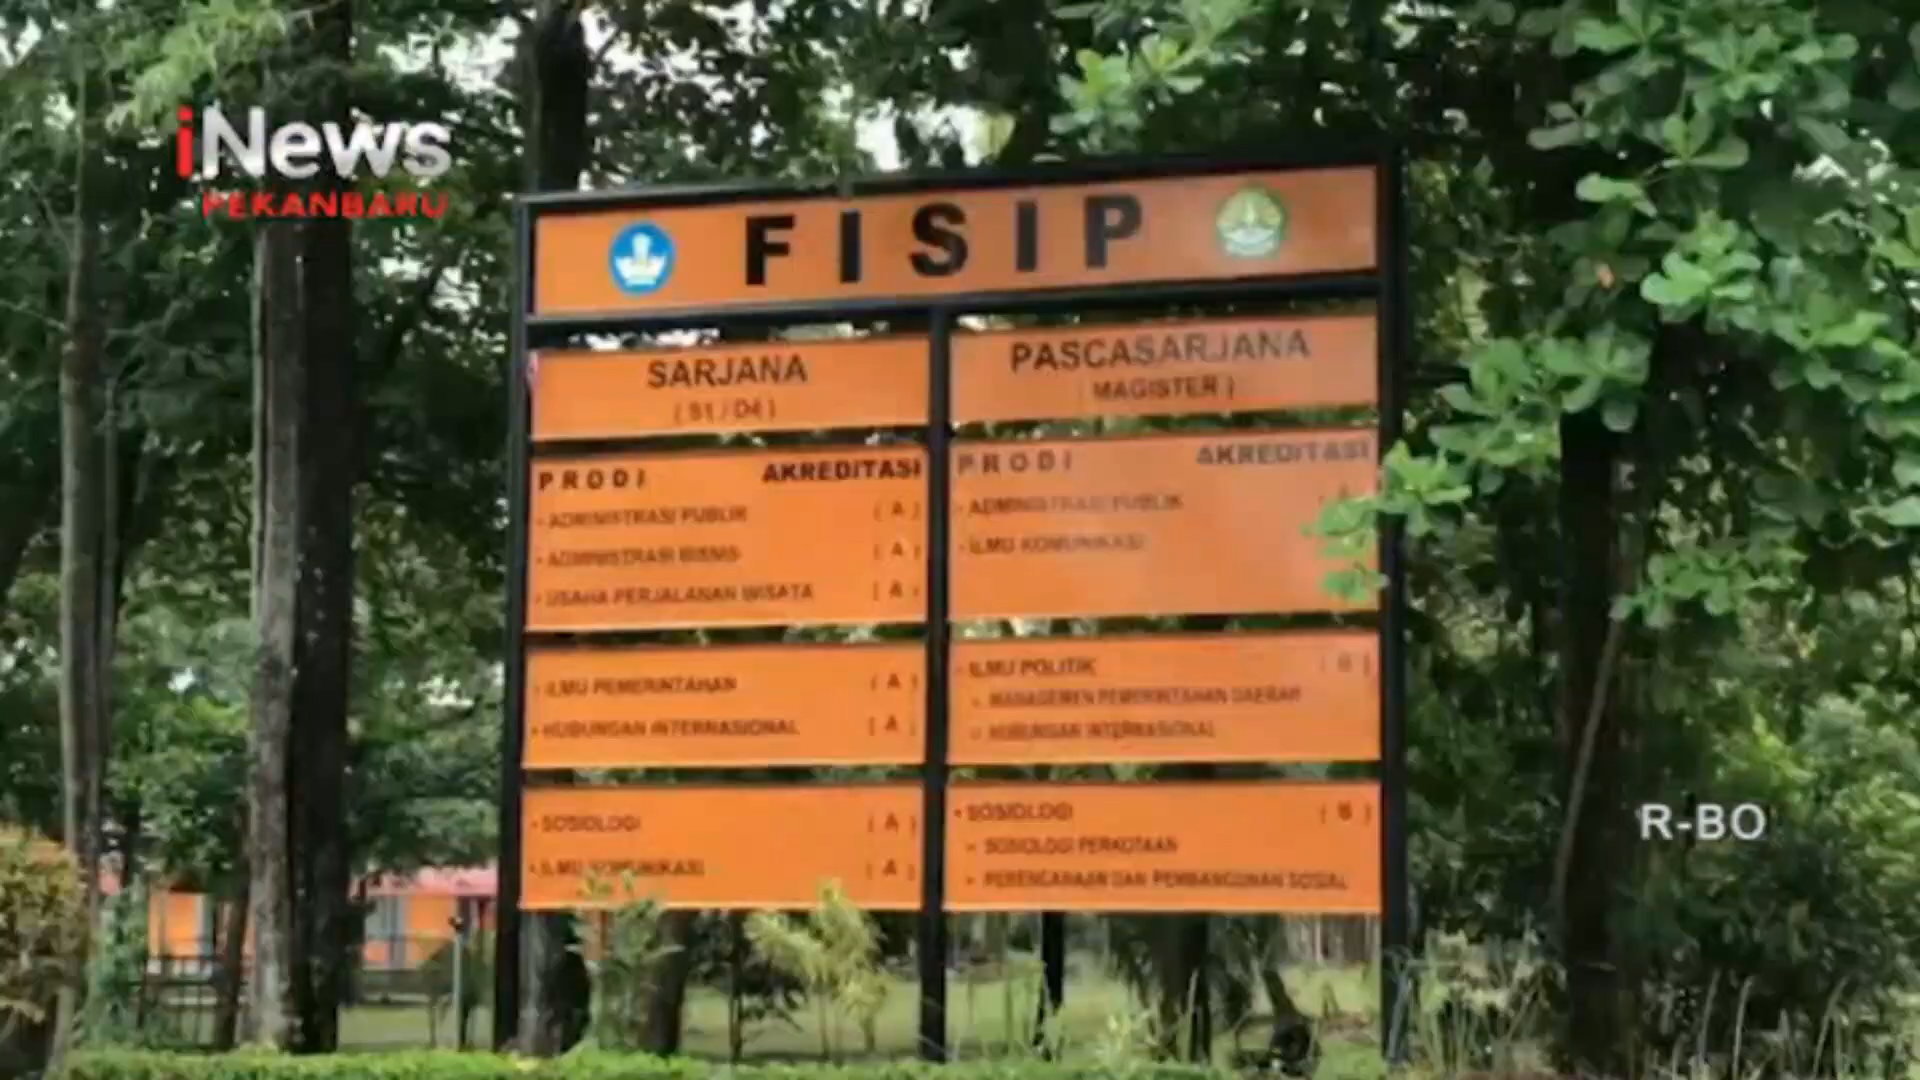 iNews
PEKANBARU
FISIP
SARJANA
( S1 / D4 )
PRODI AKREDITASI
- ADMINISTRASI PUBLIK ( A )
- ADMINISTRASI BISNIS ( A )
- USAHA PERJALANAN WISATA ( A )
- ILMU PEMERINTAHAN ( A )
- HUBUNGAN INTERNASIONAL ( A )
- SOSIOLOGI ( A )
- ILMU KOMUNIKASI ( A )
PASCASARJANA
( MAGISTER )
PRODI AKREDITASI
- ADMINISTRASI PUBLIK
- ILMU KOMUNIKASI
- ILMU POLITIK ( B )
- MANAGEMEN PEMERINTAHAN DAERAH
- HUBUNGAN INTERNASIONAL
- SOSIOLOGI ( B )
- SOSIOLOGI PERKOTAAN
- PERENCANAAN DAN PEMBANGUNAN SOSIAL
R-BO